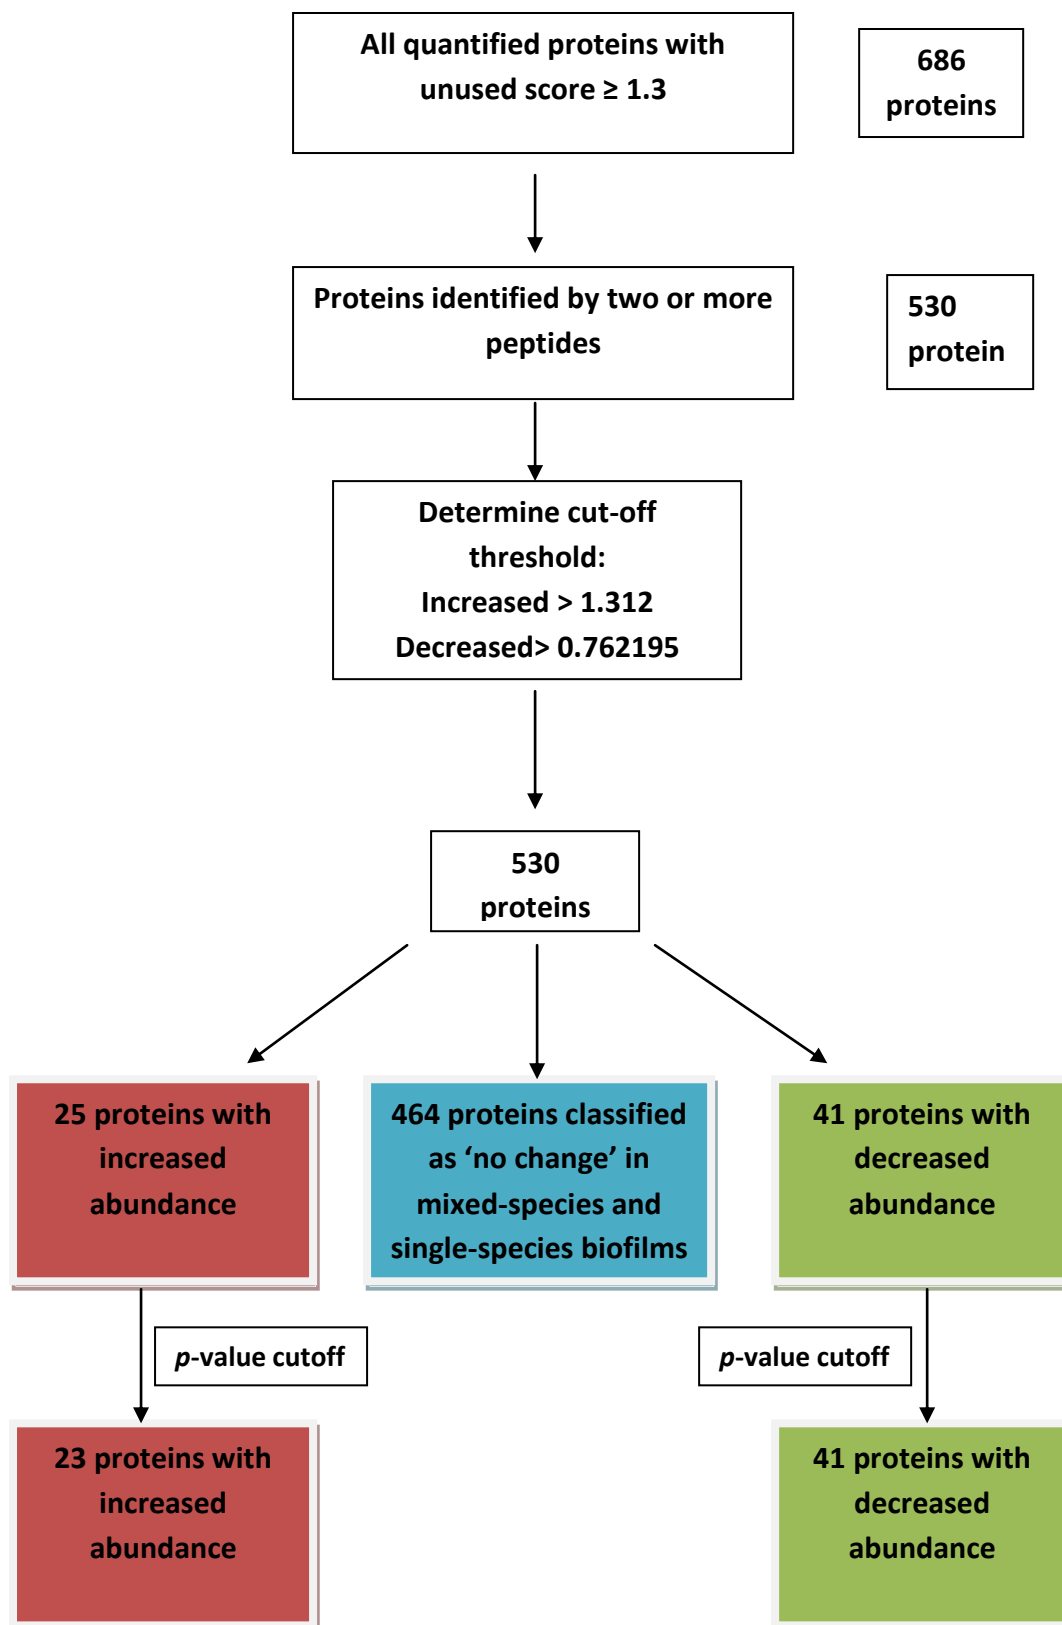 All quantified proteins with
unused score ≥ 1.3
686
proteins
Proteins identified by two or more
peptides
530
protein
Determine cut-off
threshold:
Increased > 1.312
Decreased> 0.762195
530
proteins
25 proteins with
increased
abundance
464 proteins classified
as ‘no change’ in
mixed-species and
single-species biofilms
41 proteins with
decreased
abundance
p-value cutoff
p-value cutoff
23 proteins with
increased
abundance
41 proteins with
decreased
abundance